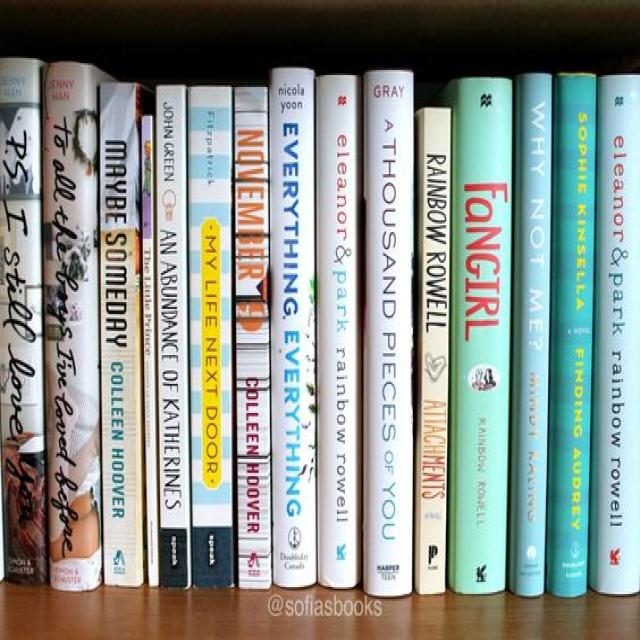 JENNY HAN
P.S. I still love you
SIMON & SCHUSTER
JENNY HAN
to all the boys I've loved before
SIMON & SCHUSTER
MAYBE SOMEDAY
COLLEEN HOOVER
The Little Prince
JOHN GREEN
AN ABUNDANCE OF KATHERINES
speak
Fitzpatrick
MY LIFE NEXT DOOR
speak
NOVEMBER
COLLEEN HOOVER
nicola yoon
EVERYTHING, EVERYTHING
Doubleday Canada
eleanor & park
rainbow rowell
GRAY
A THOUSAND PIECES OF YOU
HARPER TEEN
RAINBOW ROWELL
ATTACHMENTS
FANGIRL
RAINBOW ROWELL
WHY NOT ME?
MINDY KALING
SOPHIE KINSELLA
A NOVEL
FINDING AUDREY
eleanor & park
rainbow rowell
@sofiasbooks